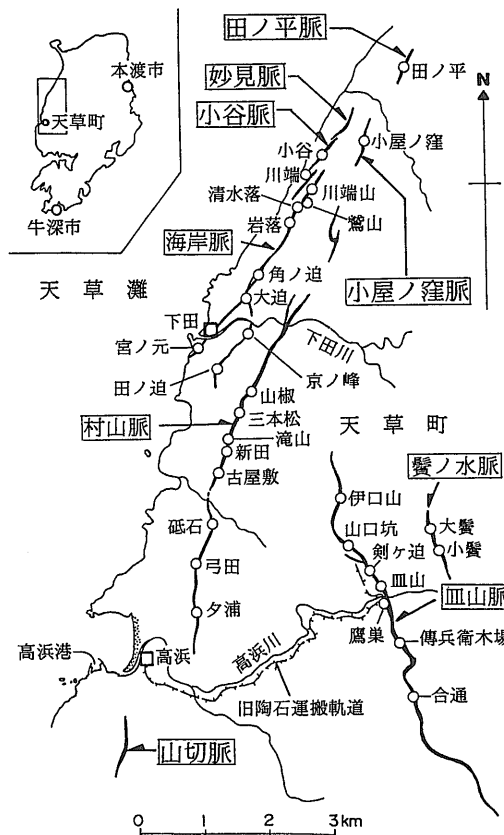 田ノ平脈
田ノ平
妙見脈
N
本渡市
小谷脈
天草町
小谷
小屋ノ窪
川端
川端山
清水落
鷲山
牛深市
岩落
海岸脈
角ノ迫
小屋ノ窪脈
天草灘
大迫
下田
下田川
宮ノ元
京ノ峰
田ノ迫
山椒
三本松
天草町
村山脈
滝山
新田
鬢ノ水脈
古屋敷
伊口山
大鬢
砥石
山口坑
小鬢
剣ヶ迫
弓田
皿山
皿山脈
夕浦
鷹巣
高浜川
傳兵衛木場
高浜港
高浜
合通
旧陶石運搬軌道
山切脈
0 1 2 3km